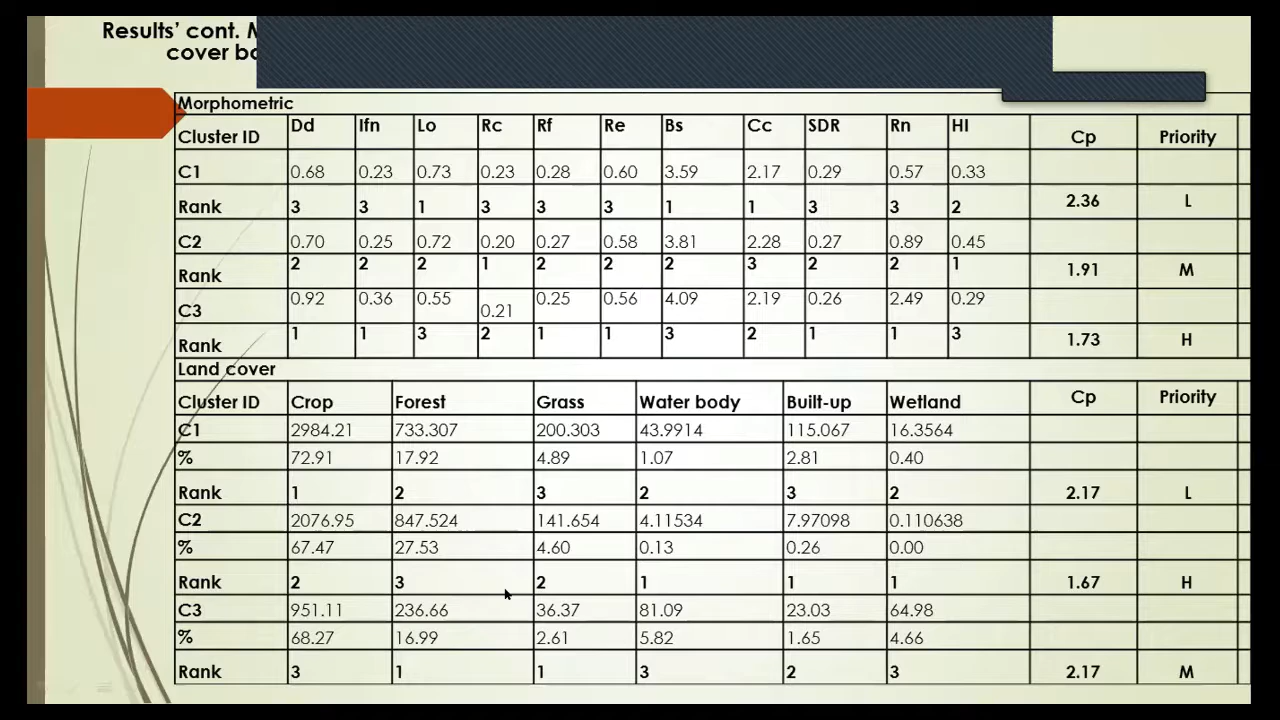 Results' cont. M
cover bo
Morphometric
Cluster ID Dd Ifn Lo Rc Rf Re Bs Cc SDR Rn HI Cp Priority
C1 0.68 0.23 0.73 0.23 0.28 0.60 3.59 2.17 0.29 0.57 0.33
Rank 3 3 1 3 3 3 1 1 3 3 2 2.36 L
C2 0.70 0.25 0.72 0.20 0.27 0.58 3.81 2.28 0.27 0.89 0.45
Rank 2 2 2 1 2 2 2 3 2 2 1 1.91 M
C3 0.92 0.36 0.55 0.21 0.25 0.56 4.09 2.19 0.26 2.49 0.29
Rank 1 1 3 2 1 1 3 2 1 1 3 1.73 H
Land cover
Cluster ID Crop Forest Grass Water body Built-up Wetland Cp Priority
C1 2984.21 733.307 200.303 43.9914 115.067 16.3564
% 72.91 17.92 4.89 1.07 2.81 0.40
Rank 1 2 3 2 3 2 2.17 L
C2 2076.95 847.524 141.654 4.11534 7.97098 0.110638
% 67.47 27.53 4.60 0.13 0.26 0.00
Rank 2 3 2 1 1 1 1.67 H
C3 951.11 236.66 36.37 81.09 23.03 64.98
% 68.27 16.99 2.61 5.82 1.65 4.66
Rank 3 1 1 3 2 3 2.17 M